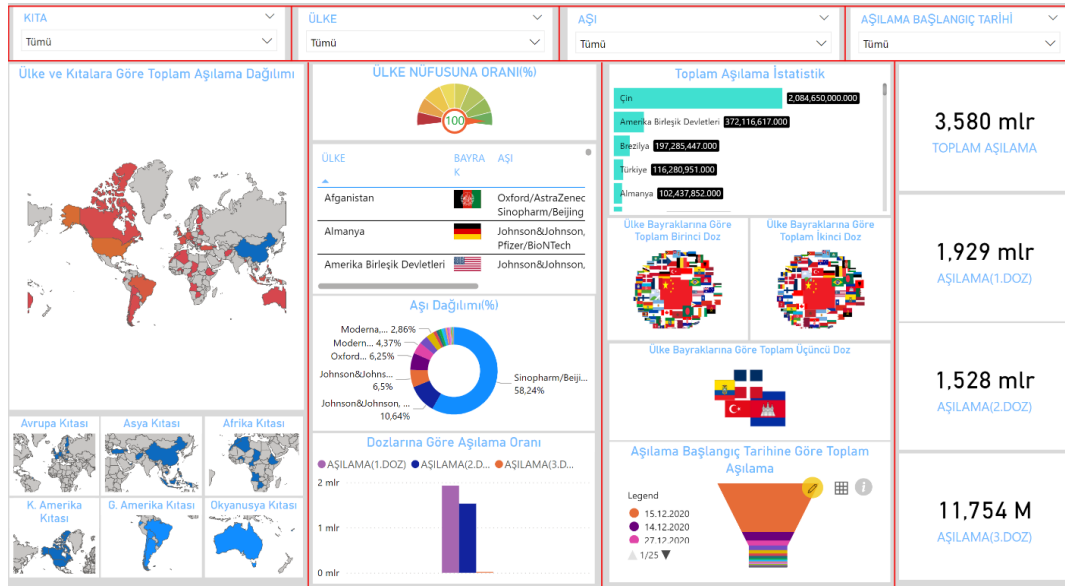 KITA
Tümü
ÜLKE
Tümü
AŞI
Tümü
AŞILAMA BAŞLANGIÇ TARİHİ
Tümü
Ülke ve Kıtalara Göre Toplam Aşılama Dağılımı
Avrupa Kıtası
Asya Kıtası
Afrika Kıtası
K. Amerika
Kıtası
G. Amerika Kıtası
Okyanusya Kıtası
ÜLKE NÜFUSUNA ORANI(%)
100
ÜLKE
BAYRA
K
AŞI
Afganistan
Oxford/AstraZenec
Sinopharm/Beijing
Almanya
Johnson&Johnson,
Pfizer/BioNTech
Amerika Birleşik Devletleri
Johnson&Johnson,
Aşı Dağılımı(%)
Moderna,... 2,86%
Modern...
4,37%
Oxford...
6,25%
Johnson&Johns...
6,5%
Johnson&Johnson, ...
10,64%
Sinopharm/Beiji...
58,24%
Dozlarına Göre Aşılama Oranı
AŞILAMA(1.DOZ) AŞILAMA(2.D... AŞILAMA(3.D...
2 mlr
1 mlr
0 mlr
Toplam Aşılama İstatistik
Çin 2,084,650,000.000
Amerika Birleşik Devletleri 372,116,617.000
Brezilya 197,285,447.000
Türkiye 116,280,951.000
Almanya 102,437,852.000
Ülke Bayraklarına Göre
Toplam Birinci Doz
Ülke Bayraklarına Göre
Toplam İkinci Doz
Ülke Bayraklarına Göre Toplam Üçüncü Doz
Aşılama Başlangıç Tarihine Göre Toplam
Aşılama
Legend
15.12.2020
14.12.2020
27.12.2020
1/25
3,580 mlr
TOPLAM AŞILAMA
1,929 mlr
AŞILAMA(1.DOZ)
1,528 mlr
AŞILAMA(2.DOZ)
11,754 M
AŞILAMA(3.DOZ)